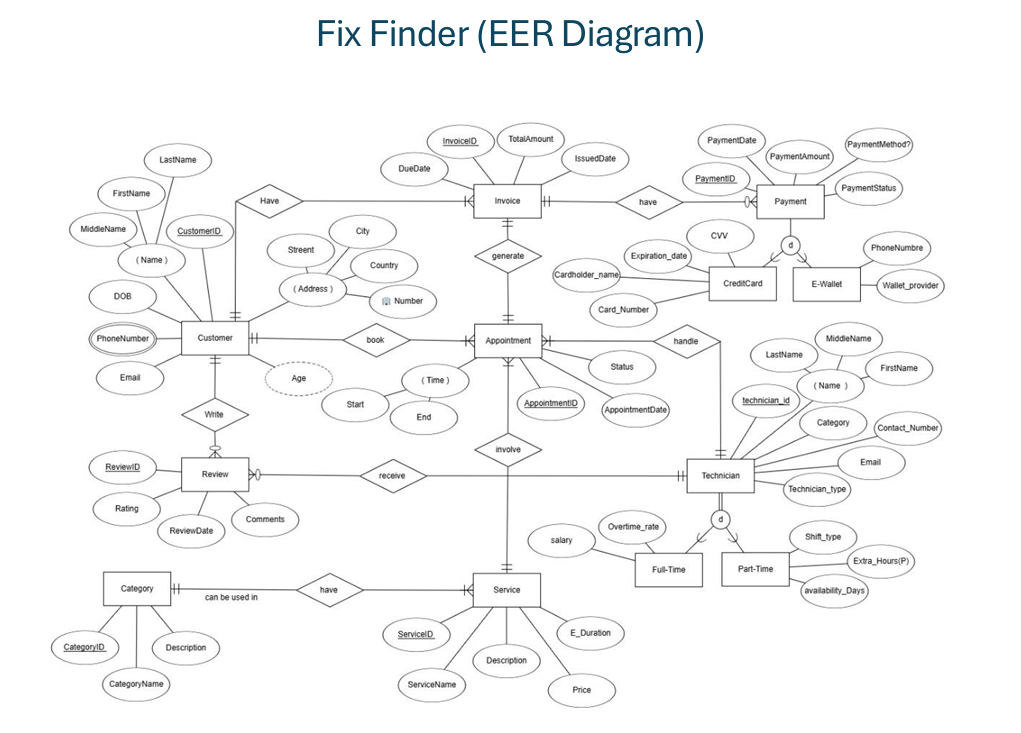 Fix Finder (EER Diagram)
InvoiceID
TotalAmount
DueDate
IssuedDate
PaymentDate
PaymentAmount
PaymentMethod?
PaymentID
PaymentStatus
LastName
FirstName
MiddleName
CustomerID
( Name )
Have
Invoice
have
Payment
d
City
Streent
Country
( Address )
Number
generate
CVV
Expiration_date
Cardholder_name
Card_Number
CreditCard
E-Wallet
PhoneNumbre
Wallet_provider
DOB
PhoneNumber
Email
Customer
Age
book
Appointment
handle
( Time )
Start
End
AppointmentID
Status
AppointmentDate
MiddleName
LastName
FirstName
( Name )
technician_id
Category
Contact_Number
Email
Technician_type
Write
involve
ReviewID
Review
receive
Technician
Rating
ReviewDate
Comments
d
salary
Overtime_rate
Full-Time
Part-Time
Shift_type
Extra_Hours(P)
availability_Days
Category
can be used in
have
Service
CategoryID
CategoryName
Description
ServiceID
ServiceName
Description
Price
E_Duration